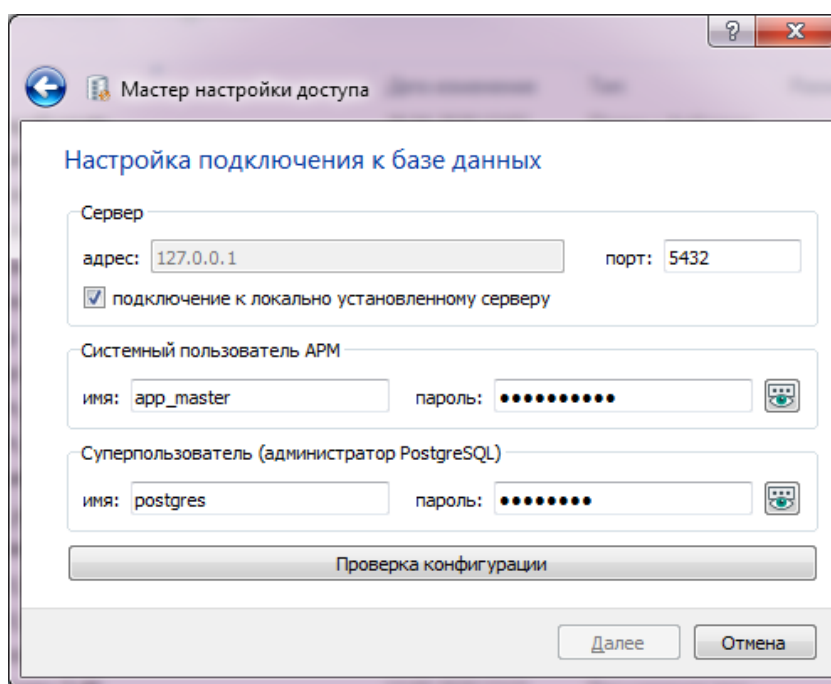 Мастер настройки доступа
Настройка подключения к базе данных
Сервер
адрес: 127.0.0.1 порт: 5432
подключение к локально установленному серверу
Системный пользователь АРМ
имя: app_master пароль: ●●●●●●●●●●
Суперпользователь (администратор PostgreSQL)
имя: postgres пароль: ●●●●●●●●
Проверка конфигурации
Далее Отмена